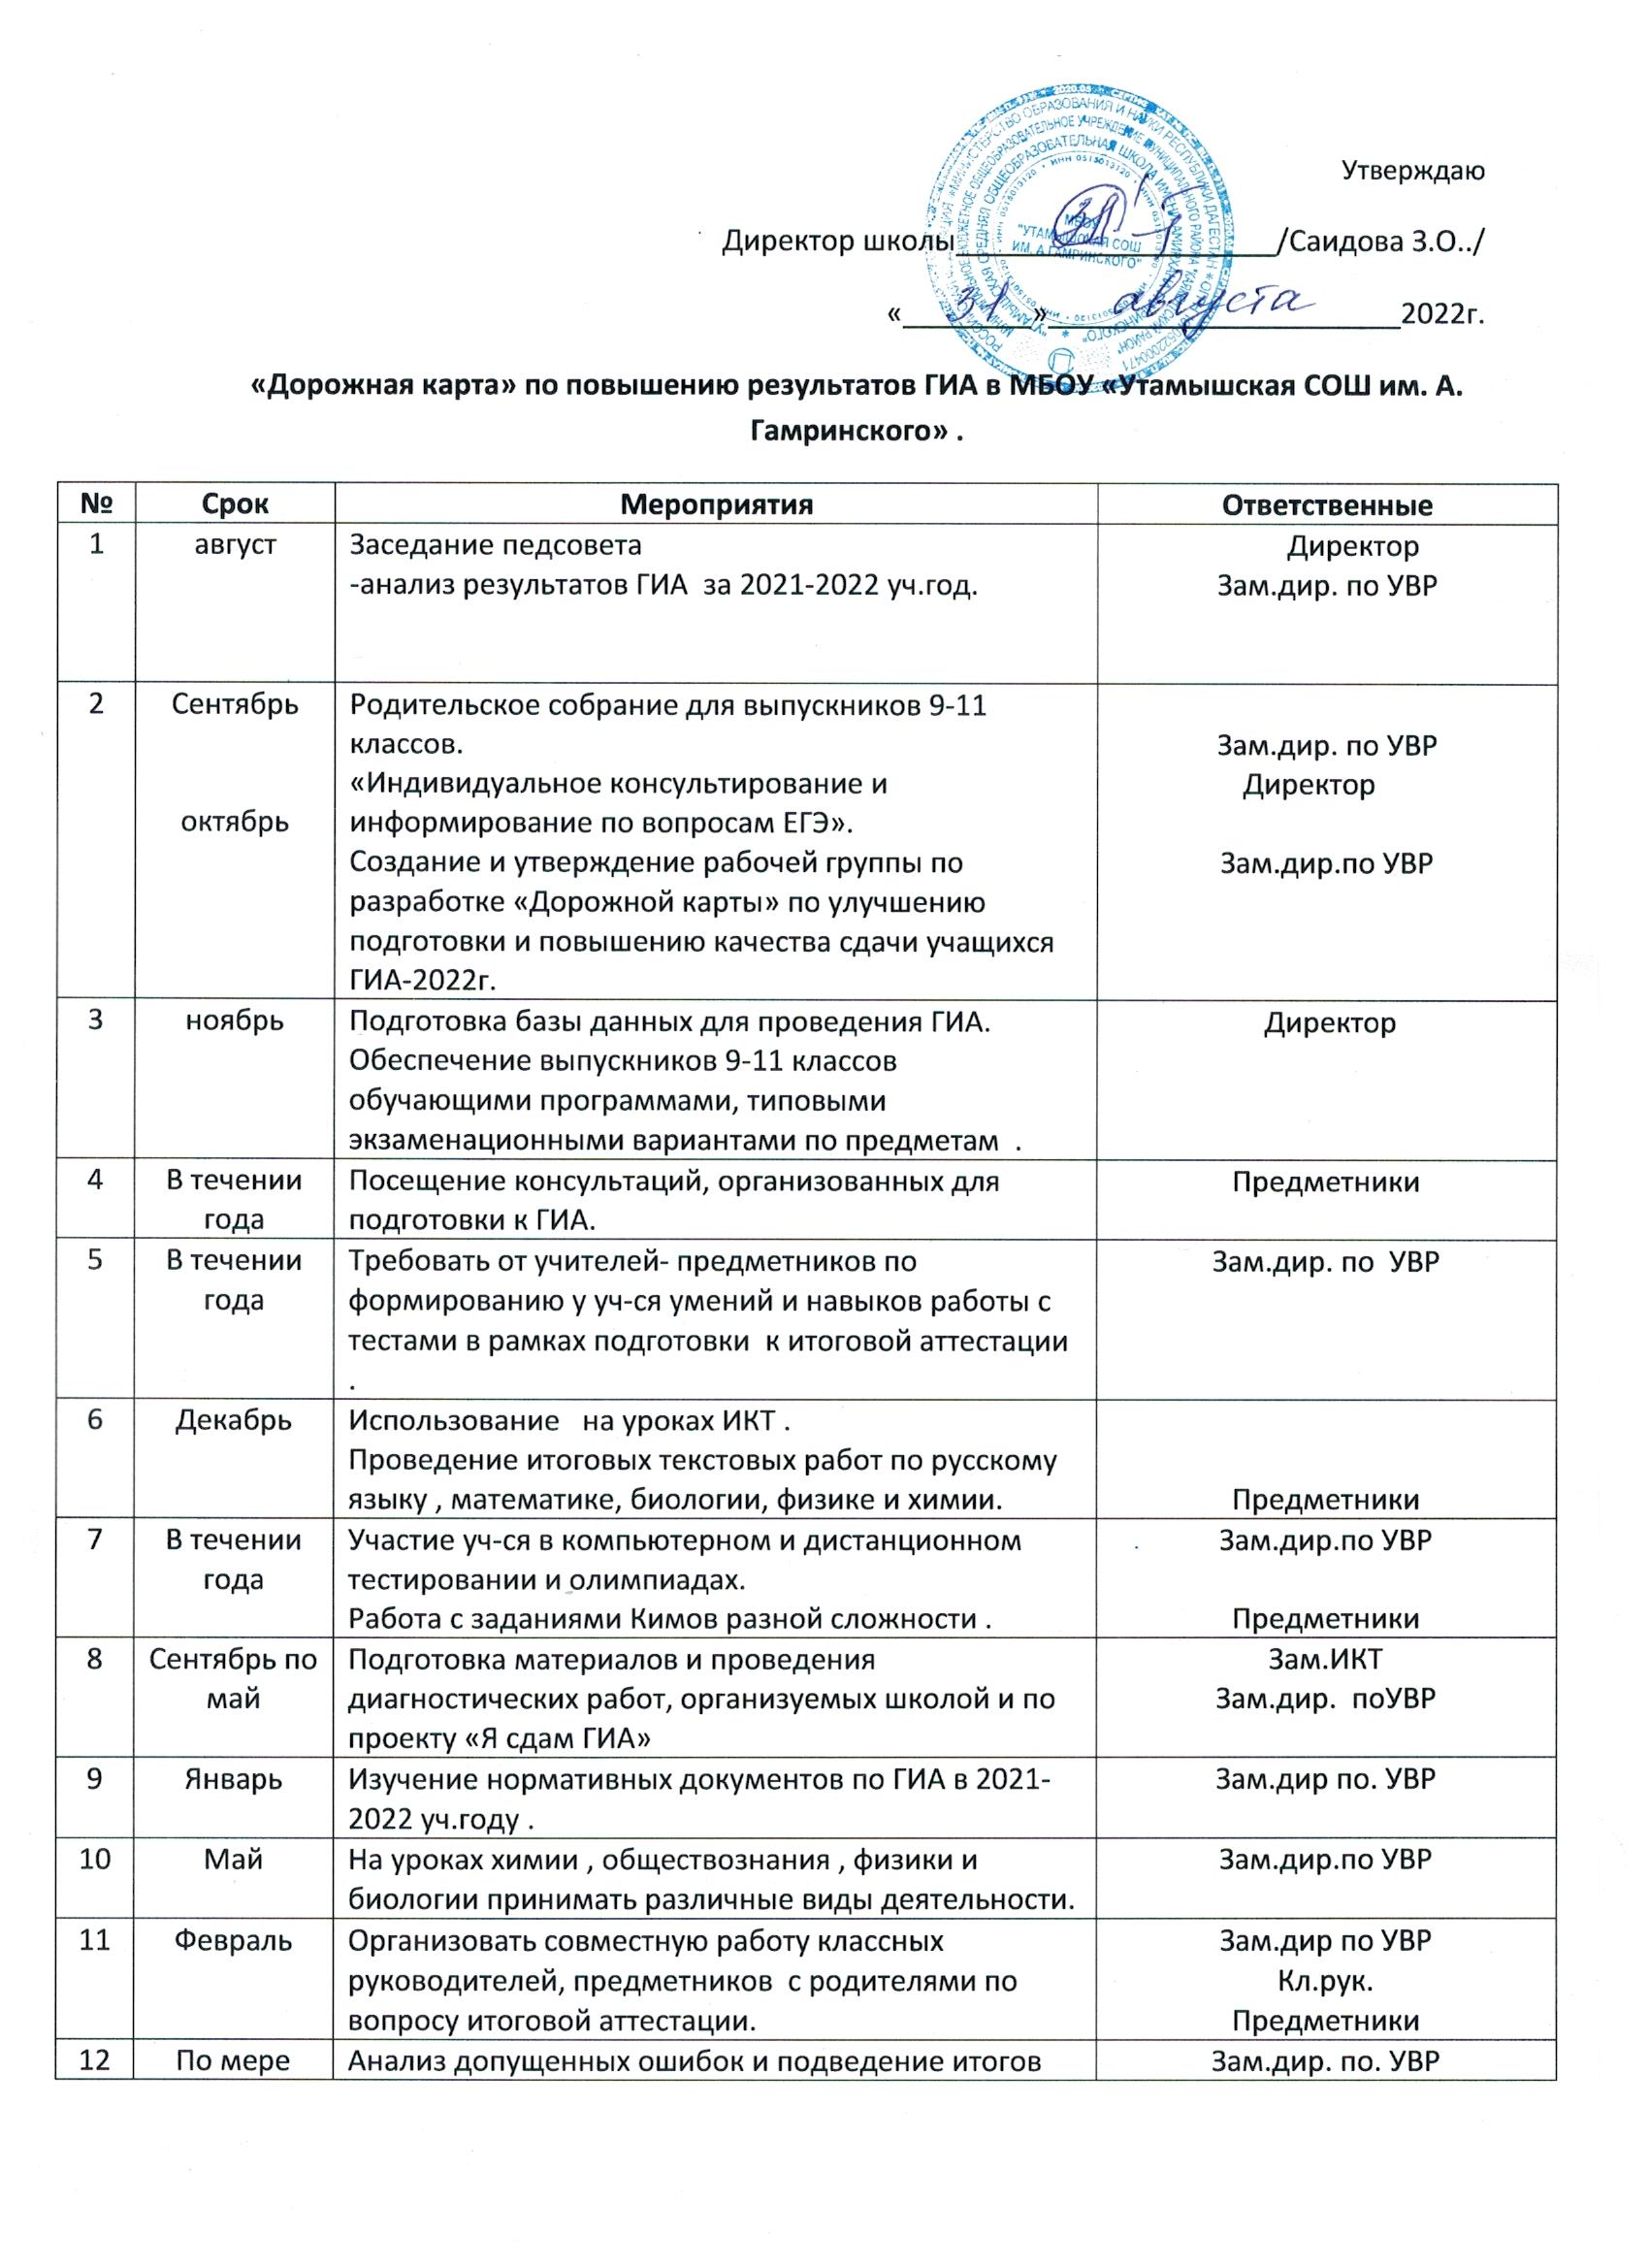 Утверждаю
Директор школы /Саидова З.О../
« 31 » августа 2022г.
МБОУ
"УТАМЫШСКАЯ СОШ
ИМ. А.ГАМРИНСКОГО"
«Дорожная карта» по повышению результатов ГИА в МБОУ «Утамышская СОШ им. А.
Гамринского» .
№ Срок Мероприятия Ответственные
1 август Заседание педсовета Директор
-анализ результатов ГИА за 2021-2022 уч.год. Зам.дир. по УВР
2 Сентябрь Родительское собрание для выпускников 9-11
классов. Зам.дир. по УВР
«Индивидуальное консультирование и Директор
октябрь информирование по вопросам ЕГЭ».
Создание и утверждение рабочей группы по Зам.дир.по УВР
разработке «Дорожной карты» по улучшению
подготовки и повышению качества сдачи учащихся
ГИА-2022г.
3 ноябрь Подготовка базы данных для проведения ГИА. Директор
Обеспечение выпускников 9-11 классов
обучающими программами, типовыми
экзаменационными вариантами по предметам .
4 В течении Посещение консультаций, организованных для Предметники
года подготовки к ГИА.
5 В течении Требовать от учителей- предметников по Зам.дир. по УВР
года формированию у уч-ся умений и навыков работы с
тестами в рамках подготовки к итоговой аттестации
.
6 Декабрь Использование на уроках ИКТ .
Проведение итоговых текстовых работ по русскому
языку , математике, биологии, физике и химии. Предметники
7 В течении Участие уч-ся в компьютерном и дистанционном Зам.дир.по УВР
года тестировании и олимпиадах.
Работа с заданиями Кимов разной сложности . Предметники
8 Сентябрь по Подготовка материалов и проведения Зам.ИКТ
май диагностических работ, организуемых школой и по Зам.дир. поУВР
проекту «Я сдам ГИА»
9 Январь Изучение нормативных документов по ГИА в 2021- Зам.дир по. УВР
2022 уч.году .
10 Май На уроках химии , обществознания , физики и Зам.дир.по УВР
биологии принимать различные виды деятельности.
11 Февраль Организовать совместную работу классных Зам.дир по УВР
руководителей, предметников с родителями по Кл.рук.
вопросу итоговой аттестации. Предметники
12 По мере Анализ допущенных ошибок и подведение итогов Зам.дир. по. УВР